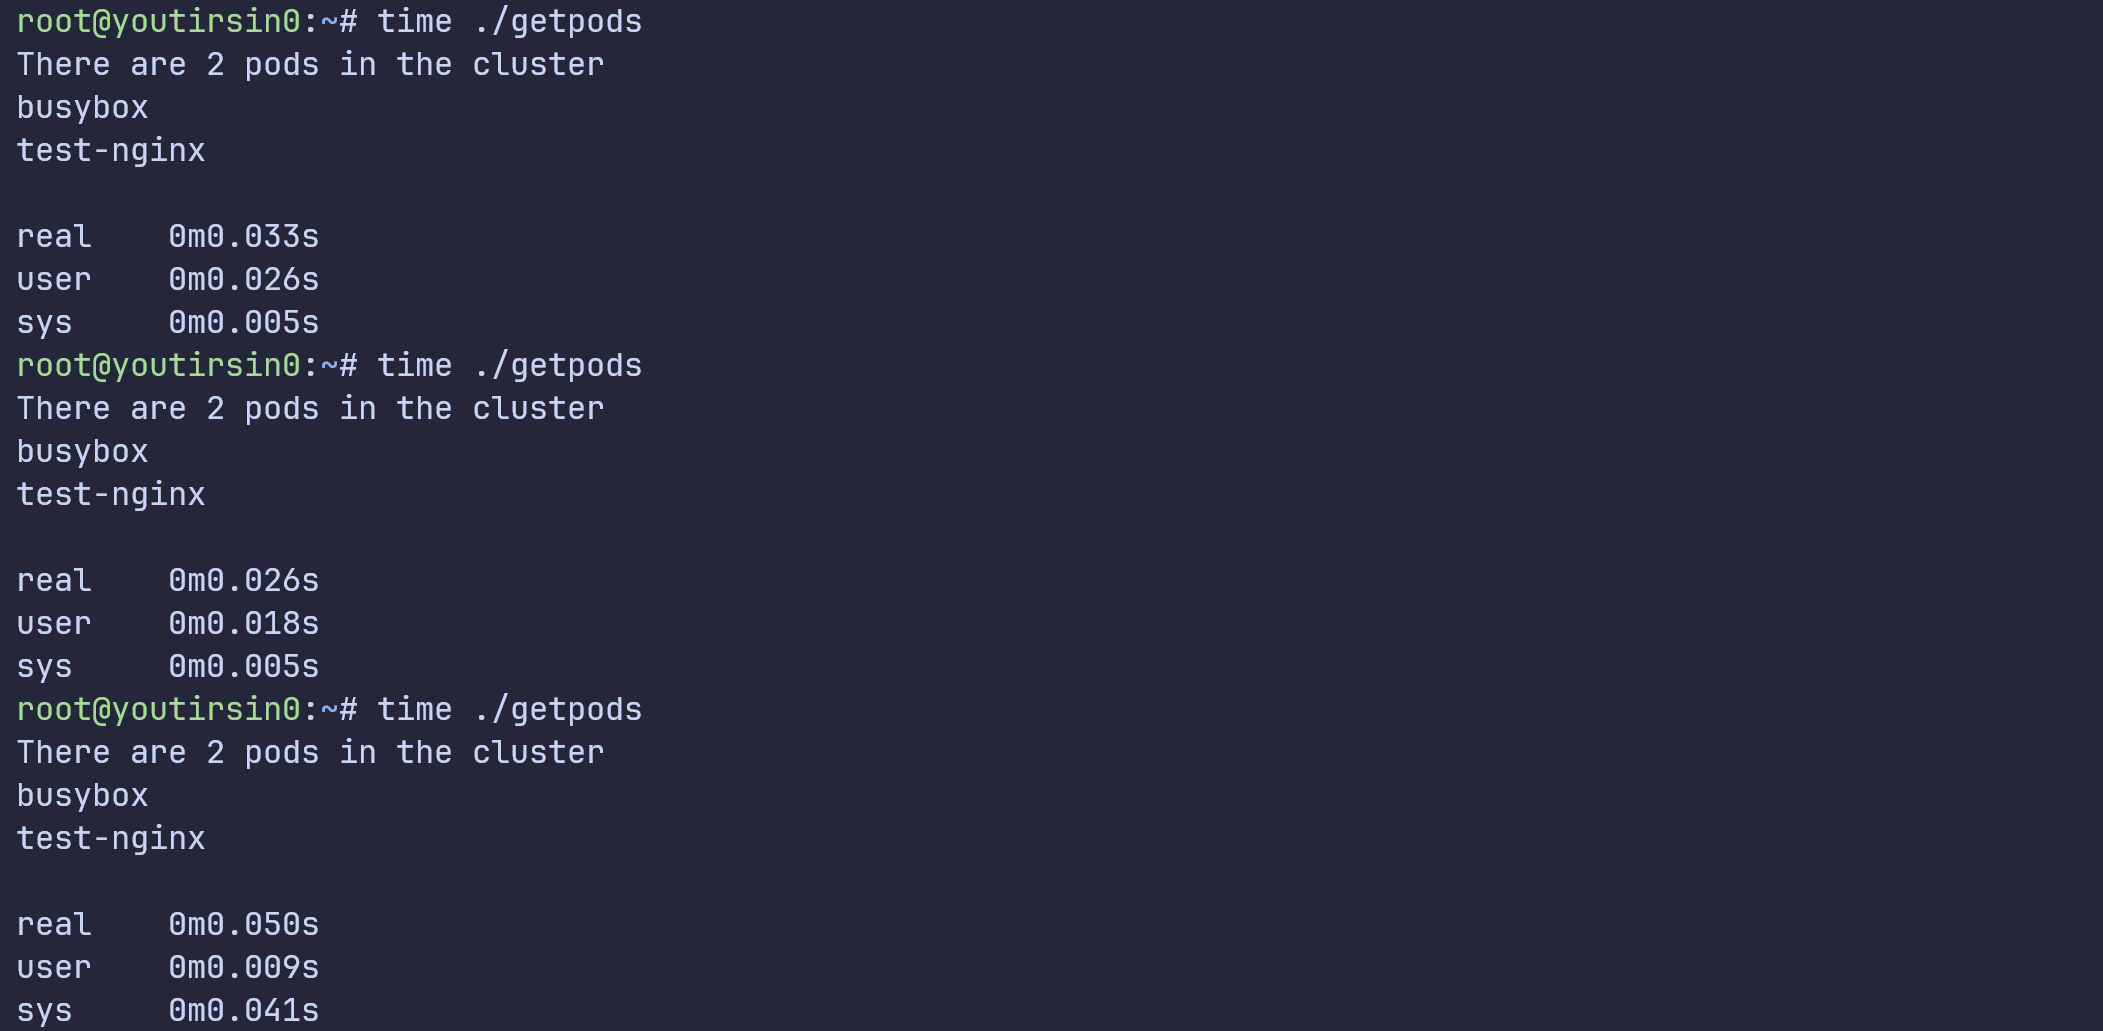 root@youtirsin0:~# time ./getpods
There are 2 pods in the cluster
busybox
test-nginx

real    0m0.033s
user    0m0.026s
sys     0m0.005s
root@youtirsin0:~# time ./getpods
There are 2 pods in the cluster
busybox
test-nginx

real    0m0.026s
user    0m0.018s
sys     0m0.005s
root@youtirsin0:~# time ./getpods
There are 2 pods in the cluster
busybox
test-nginx

real    0m0.050s
user    0m0.009s
sys     0m0.041s